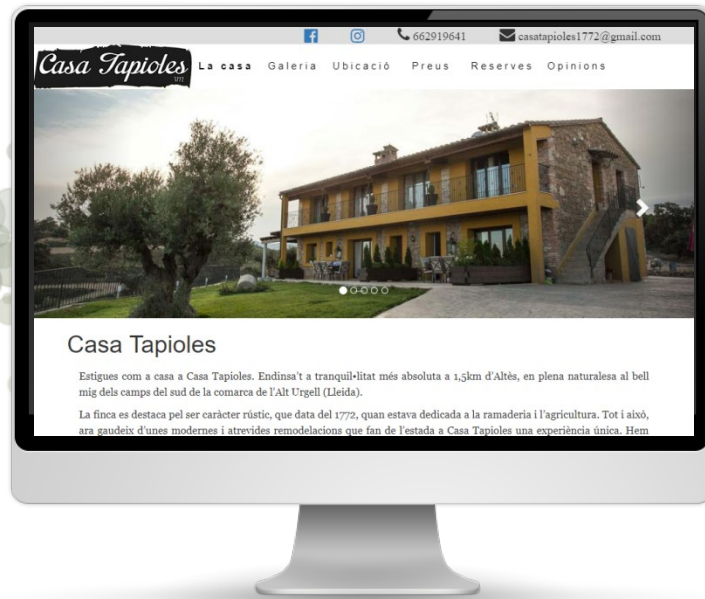 662919641 casatapioles1772@gmail.com
Casa Tapioles
La casa Galeria Ubicació Preus Reserves Opinions
Casa Tapioles
Estigues com a casa a Casa Tapioles. Endinsa't a tranquil•litat més absoluta a 1,5km d'Altès, en plena naturalesa al bell
mig dels camps del sud de la comarca de l'Alt Urgell (Lleida).
La finca es destaca pel ser caràcter rústic, que data del 1772, quan estava dedicada a la ramaderia i l'agricultura. Tot i aixó,
ara gaudeix d'unes modernes i atrevides remodelacions que fan de l'estada a Casa Tapioles una experiència única. Hem